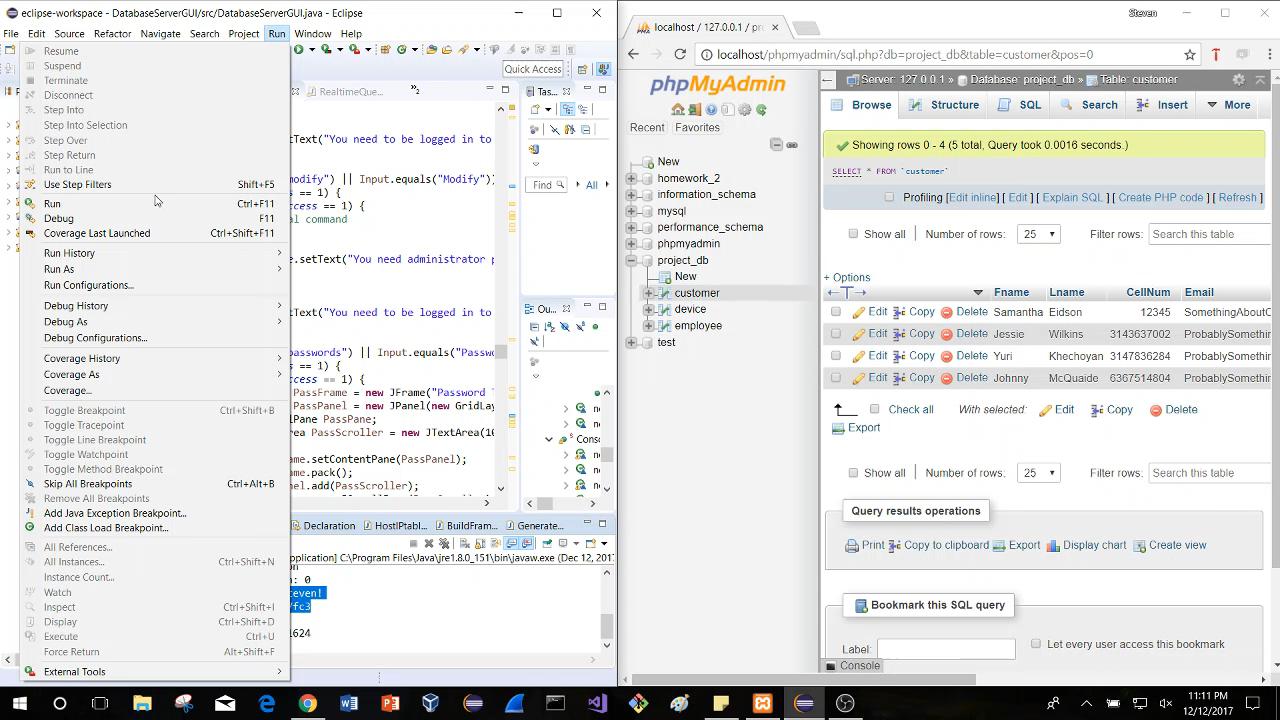 eclipse-workspace - DatabaseServerGUI/src/DatabaseServerGUI.java - Eclipse
File Edit Source Refactor Navigate Search Project Run Window Help
Quick Access
Resume
Suspend
Terminate
Disconnect
Step Into
Step Into Selection
Step Over
Step Return
Run to Line
Use Step Filters Shift+F5
Run Ctrl+F11
Debug F11
Coverage Last Launched Ctrl+Shift+F11
Run History
Run As
Run Configurations...
Debug History
Debug As
Debug Configurations...
Coverage History
Coverage As
Coverage...
Toggle Breakpoint Ctrl+Shift+B
Toggle Tracepoint
Toggle Line Breakpoint
Toggle Watchpoint
Toggle Method Breakpoint
Skip All Breakpoints Ctrl+Alt+B
Remove All Breakpoints
Add Java Exception Breakpoint...
Add Class Load Breakpoint...
All References...
All Instances... Ctrl+Shift+N
Instance Count...
Watch
Inspect Ctrl+Shift+I
Display Ctrl+Shift+D
Execute Ctrl+U
Force Return Alt+Shift+F
External Tools
RealtimeQue... 2
etText("You need to be logged in to
) || Input.equals("Modify")) {
ccess == 1) {
al command
.setText("You need administrator p
etText("You need to be logged in to
passwords") || Input.equals("Passwo
ccess == 1) {
PassFrame = new JFrame("Password T
PassPanel = new JPanel(new GridLay
Pane PassPane;
rea PassScroller = new JTextArea(10
me.setContentPane(PassPanel);
me.pack();
el.add(PassScroller);
Tas...
Find All
Ou...
Cons
Declaration HostIPtabl... BuildFram... Generate...
pplication] C:\Program Files\Java\jre1.8.0_151\bin\javaw.exe (Dec 12, 2017
on
n: 0
teven!
/fc3
1624
Steven
localhost / 127.0.0.1 / p
localhost/phpmyadmin/sql.php?db=project_db&table=customer&pos=0
phpMyAdmin
Recent Favorites
New
homework_2
information_schema
mysql
performance_schema
phpmyadmin
project_db
New
customer
device
employee
test
Server: 127.0.0.1 » Database: project_db » Table: custome
Browse Structure SQL Search Insert More
Showing rows 0 - 4 (5 total, Query took 0.0016 seconds.)
SELECT * FROM `customer`
Profiling [Edit inline] [ Edit ] [ Explain SQL ] [ Create PHP code ] [ Refresh ]
Show all Number of rows: 25 Filter rows: Search this table
+ Options
Fname Lname CellNum Email
Edit Copy Delete Samantha Eidson 12345 SomethingAboutC
Edit Copy Delete Jessie Wilkins 3143637002 ProbablySomethin
Edit Copy Delete Yuri Khechoyan 3147836284 ProbablySomethin
Edit Copy Delete Johnny McQuaide 6367514804 ProbablySomethin
Check all With selected: Edit Copy Delete
Export
Show all Number of rows: 25 Filter rows: Search this table
Query results operations
Print Copy to clipboard Export Display chart Create view
Bookmark this SQL query
Label: Let every user access this bookmark
Console
11:11 PM
12/12/2017